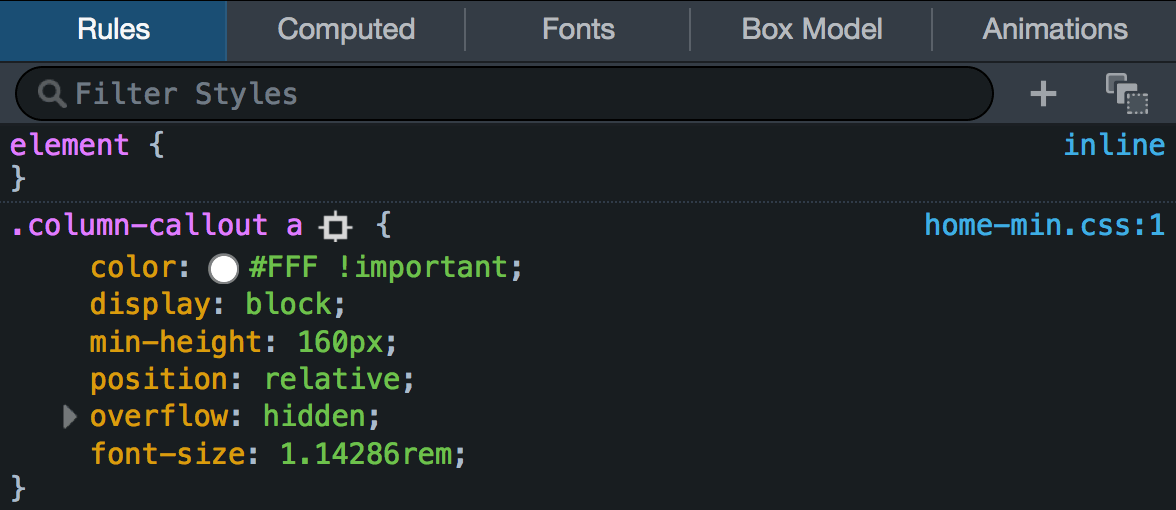 Rules Computed Fonts Box Model Animations
Filter Styles
element { inline
}
.column-callout a { home-min.css:1
color: #FFF !important;
display: block;
min-height: 160px;
position: relative;
overflow: hidden;
font-size: 1.14286rem;
}